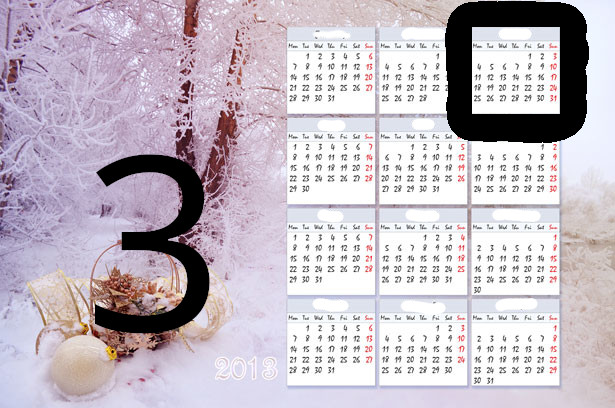 3
2013
Mon Tue Wed Thu Fri Sat Sun
1 2 3 4 5 6
7 8 9 10 11 12 13
14 15 16 17 18 19 20
21 22 23 24 25 26 27
28 29 30 31
Mon Tue Wed Thu Fri
1
4 5 6 7 8
11 12 13 14 15
18 19 20 21 22
25 26 27 28
Mon Tue Wed Thu Fri Sat Sun
1 2 3
4 5 6 7 8 9 10
11 12 13 14 15 16 17
18 19 20 21 22 23 24
25 26 27 28 29 30 31
Mon Tue Wed Thu Fri Sat Sun
1 2 3 4 5 6 7
8 9 10 11 12 13 14
15 16 17 18 19 20 21
22 23 24 25 26 27 28
29 30
Mon Tue Wed Thu Fri Sat
1 2 3 4 5
6 7 8 9 10 11 12
13 14 15 16 17 18 19
20 21 22 23 24 25 26
27 28 29 30 31
1 2
3 4 5 6 7 8 9
10 11 12 13 14 15 16
17 18 19 20 21 22 23
24 25 26 27 28 29 30
Mon Tue Wed Thu Fri Sat Sun
1 2 3 4 5 6 7
8 9 10 11 12 13 14
15 16 17 18 19 20 21
22 23 24 25 26 27 28
29 30 31
Mon Tue Wed Thu Fri Sat Sun
1 2 3 4
5 6 7 8 9 10 11
12 13 14 15 16 17 18
19 20 21 22 23 24 25
26 27 28 29 30 31
Mon Tue Wed Thu Fri Sat Sun
1
2 3 4 5 6 7 8
9 10 11 12 13 14 15
16 17 18 19 20 21 22
23 24 25 26 27 28 29
30
Mon Tue Wed Thu Fri Sat Sun
1 2 3 4 5 6
7 8 9 10 11 12 13
14 15 16 17 18 19 20
21 22 23 24 25 26 27
28 29 30 31
Mon Tue Wed Thu Fri Sat Sun
1 2 3
4 5 6 7 8 9 10
11 12 13 14 15 16 17
18 19 20 21 22 23 24
25 26 27 28 29 30
Mon Tue Wed Thu Fri Sat Sun
1
2 3 4 5 6 7 8
9 10 11 12 13 14 15
16 17 18 19 20 21 22
23 24 25 26 27 28 29
30 31